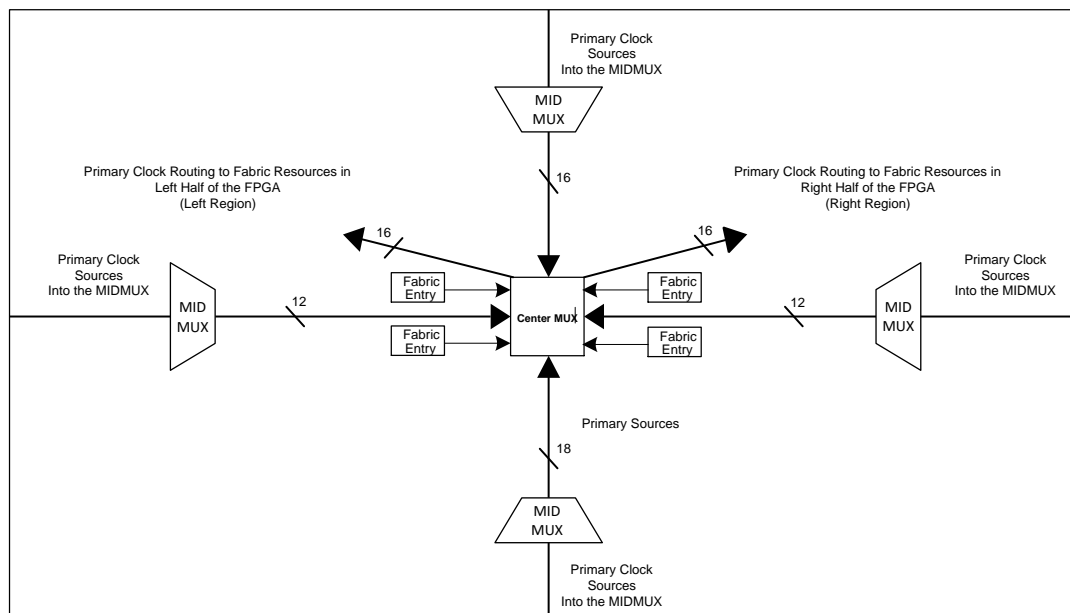 Primary Clock
Sources
Into the MIDMUX
MID
MUX
16
Primary Clock Routing to Fabric Resources in
Left Half of the FPGA
(Left Region)
Primary Clock Routing to Fabric Resources in
Right Half of the FPGA
(Right Region)
16
16
Primary Clock
Sources
Into the MIDMUX
MID
MUX
12
Fabric
Entry
Fabric
Entry
Center MUX
Fabric
Entry
Fabric
Entry
12
MID
MUX
Primary Clock
Sources
Into the MIDMUX
Primary Sources
18
MID
MUX
Primary Clock
Sources
Into the MIDMUX